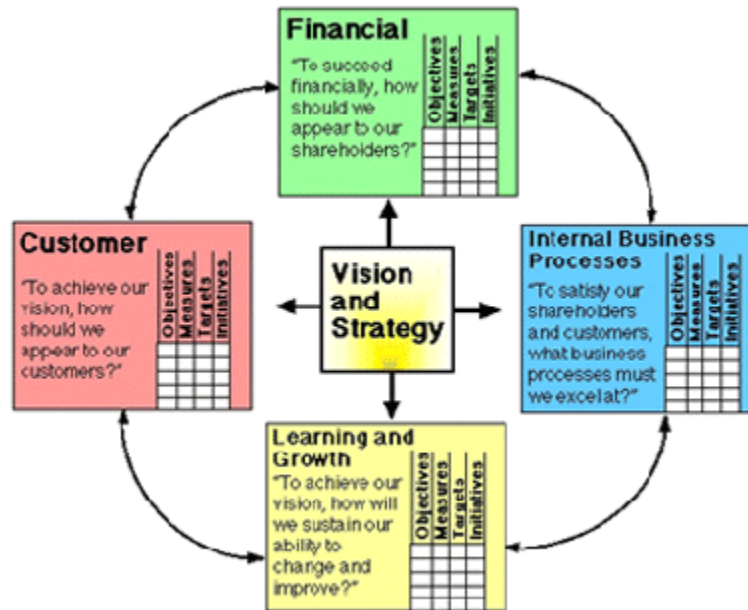 Financial
"To succeed
financially, how
should we
appear to our
shareholders?"
Objectives
Measures
Targets
Initiatives
Customer
"To achieve our
vision, how
should we
appear to our
customers?"
Objectives
Measures
Targets
Initiatives
Vision
and
Strategy
Internal Business
Processes
"To satisfy our
shareholders
and customers,
what business
processes must
we excel at?"
Objectives
Measures
Targets
Initiatives
Learning and
Growth
"To achieve our
vision, how will
we sustain our
ability to
change and
improve?"
Objectives
Measures
Targets
Initiatives